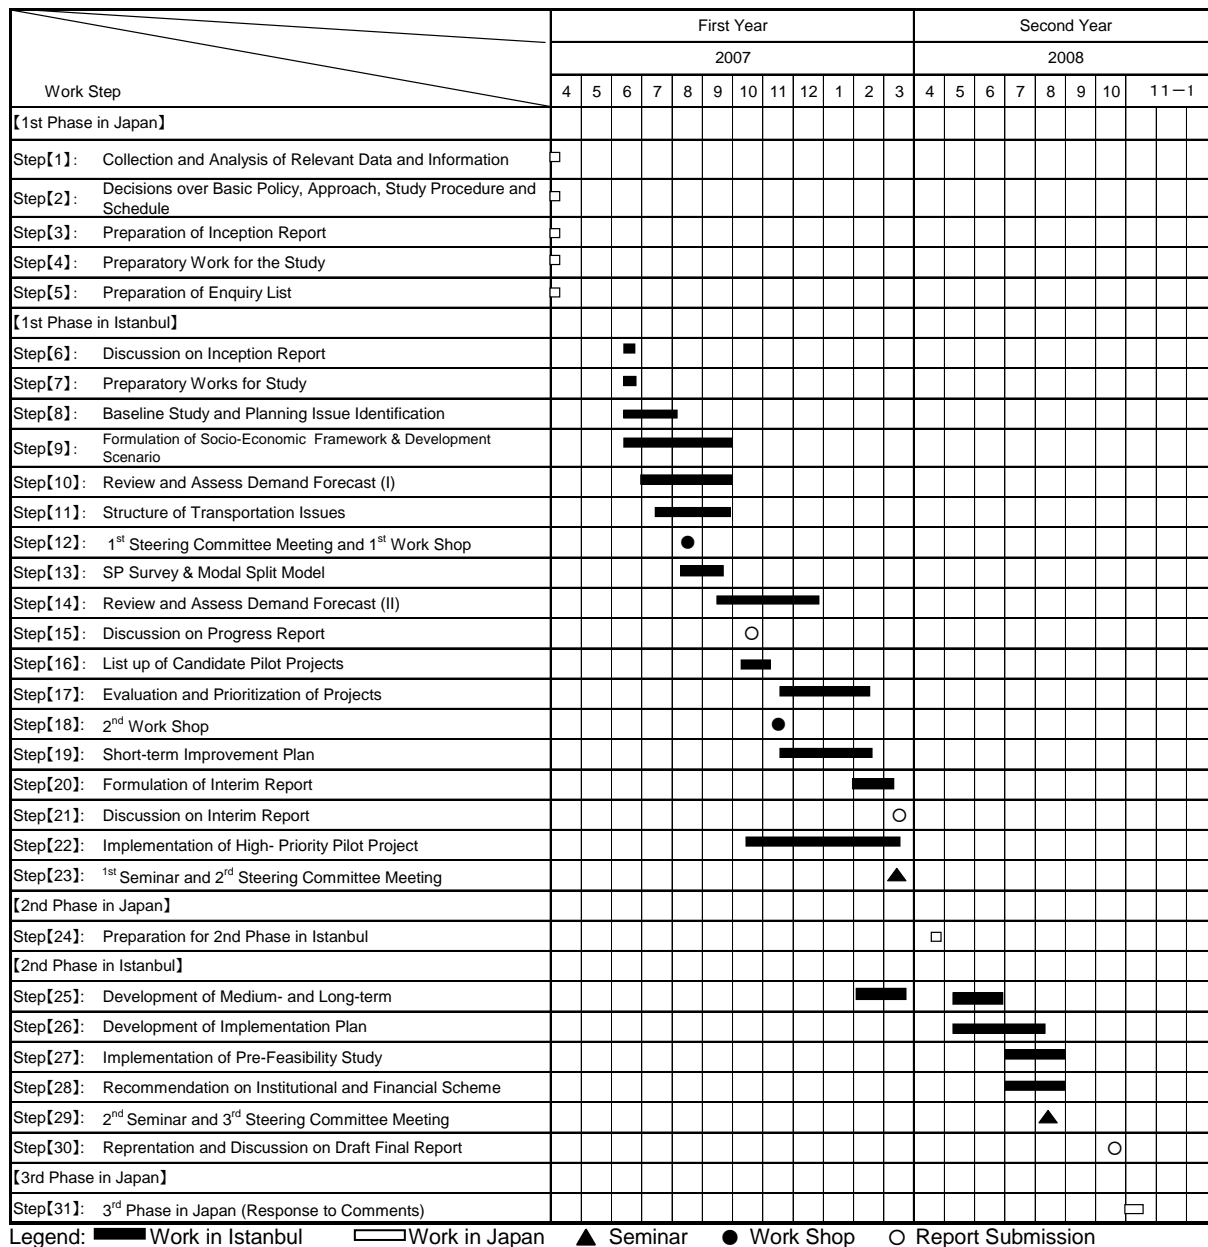 First Year Second Year
2007 2008
Work Step 4 5 6 7 8 9 10 11 12 1 2 3 4 5 6 7 8 9 10 11－1
【1st Phase in Japan】
Step【1】: Collection and Analysis of Relevant Data and Information
Step【2】: Decisions over Basic Policy, Approach, Study Procedure and
Schedule
Step【3】: Preparation of Inception Report
Step【4】: Preparatory Work for the Study
Step【5】: Preparation of Enquiry List
【1st Phase in Istanbul】
Step【6】: Discussion on Inception Report
Step【7】: Preparatory Works for Study
Step【8】: Baseline Study and Planning Issue Identification
Step【9】: Formulation of Socio-Economic Framework & Development
Scenario
Step【10】: Review and Assess Demand Forecast (I)
Step【11】: Structure of Transportation Issues
Step【12】: 1st Steering Committee Meeting and 1st Work Shop
Step【13】: SP Survey & Modal Split Model
Step【14】: Review and Assess Demand Forecast (II)
Step【15】: Discussion on Progress Report
Step【16】: List up of Candidate Pilot Projects
Step【17】: Evaluation and Prioritization of Projects
Step【18】: 2nd Work Shop
Step【19】: Short-term Improvement Plan
Step【20】: Formulation of Interim Report
Step【21】: Discussion on Interim Report
Step【22】: Implementation of High- Priority Pilot Project
Step【23】: 1st Seminar and 2rd Steering Committee Meeting
【2nd Phase in Japan】
Step【24】: Preparation for 2nd Phase in Istanbul
【2nd Phase in Istanbul】
Step【25】: Development of Medium- and Long-term
Step【26】: Development of Implementation Plan
Step【27】: Implementation of Pre-Feasibility Study
Step【28】: Recommendation on Institutional and Financial Scheme
Step【29】: 2nd Seminar and 3rd Steering Committee Meeting
Step【30】: Reprentation and Discussion on Draft Final Report
【3rd Phase in Japan】
Step【31】: 3rd Phase in Japan (Response to Comments)
Legend: Work in Istanbul Work in Japan Seminar Work Shop Report Submission